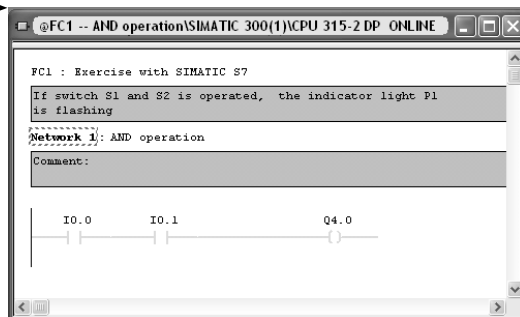 @FC1 -- AND operation\SIMATIC 300(1)\CPU 315-2 DP ONLINE
FC1 : Exercise with SIMATIC S7
If switch S1 and S2 is operated, the indicator light P1
is flashing
Network 1: AND operation
Comment:
I0.0 I0.1 Q4.0